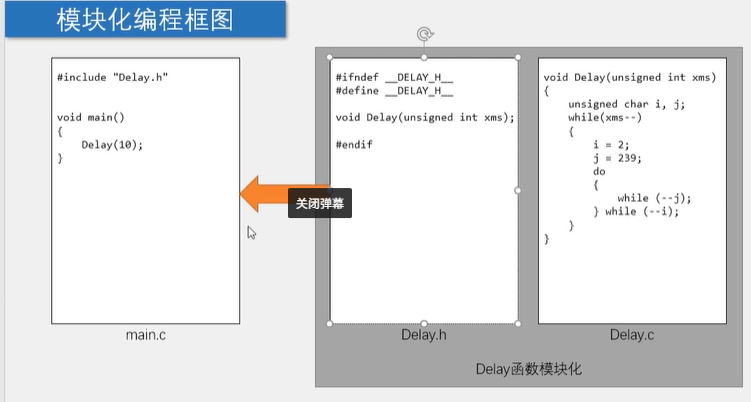 模块化编程框图
#include "Delay.h"
void main()
{
Delay(10);
}
main.c
关闭弹幕
#ifndef __DELAY_H__
#define __DELAY_H__
void Delay(unsigned int xms);
#endif
Delay.h
void Delay(unsigned int xms)
{
unsigned char i, j;
while(xms--)
{
i = 2;
j = 239;
do
{
while (--j);
} while (--i);
}
}
Delay.c
Delay函数模块化